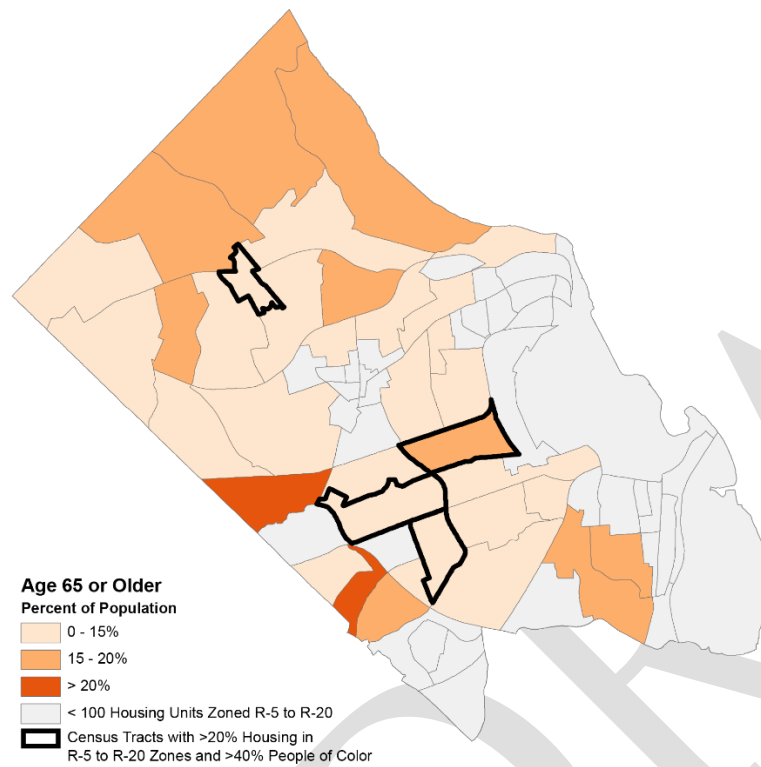 Age 65 or Older
Percent of Population
0 - 15%
15 - 20%
> 20%
< 100 Housing Units Zoned R-5 to R-20
Census Tracts with >20% Housing in
R-5 to R-20 Zones and >40% People of Color